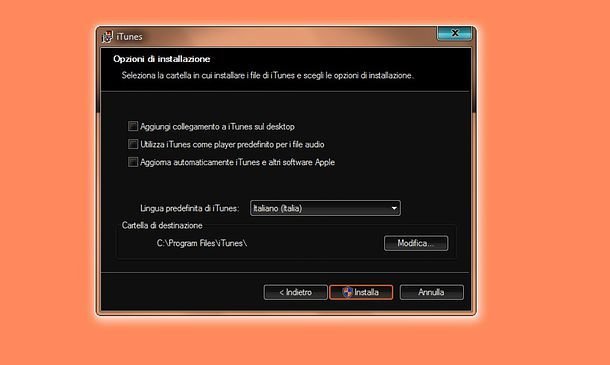 iTunes
Opzioni di installazione
Seleziona la cartella in cui installare i file di iTunes e scegli le opzioni di installazione.
Aggiungi collegamento a iTunes sul desktop
Utilizza iTunes come player predefinito per i file audio
Aggiorna automaticamente iTunes e altri software Apple
Lingua predefinita di iTunes: Italiano (Italia)
Cartella di destinazione
C:\Program Files\iTunes\ Modifica...
< Indietro Installa Annulla